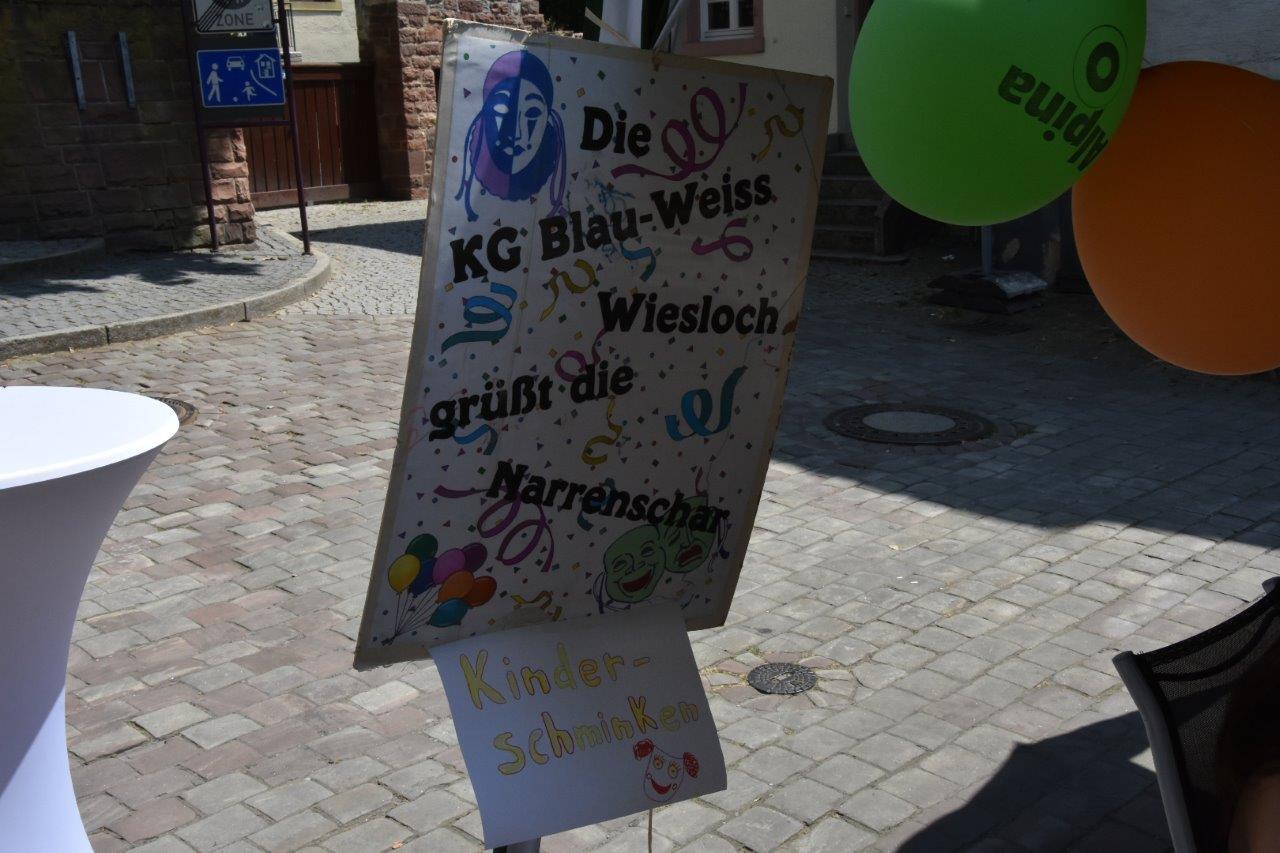 ZONE
Die
KG Blau-Weiss
Wiesloch
grüßt die
Narrenschar
Kinder-
schminken
Alpina